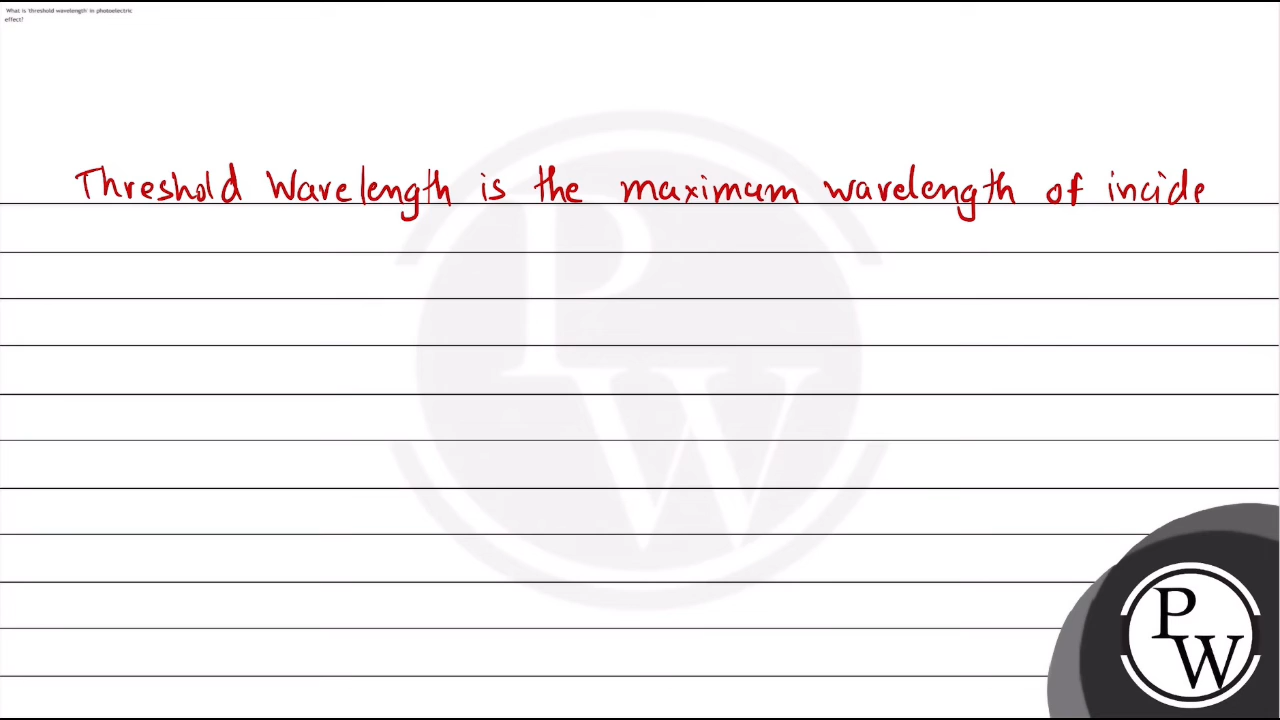 What is 'threshold wavelength' in photoelectric
effect?
Threshold Wavelength is the maximum wavelength of incide
P
W
P
W